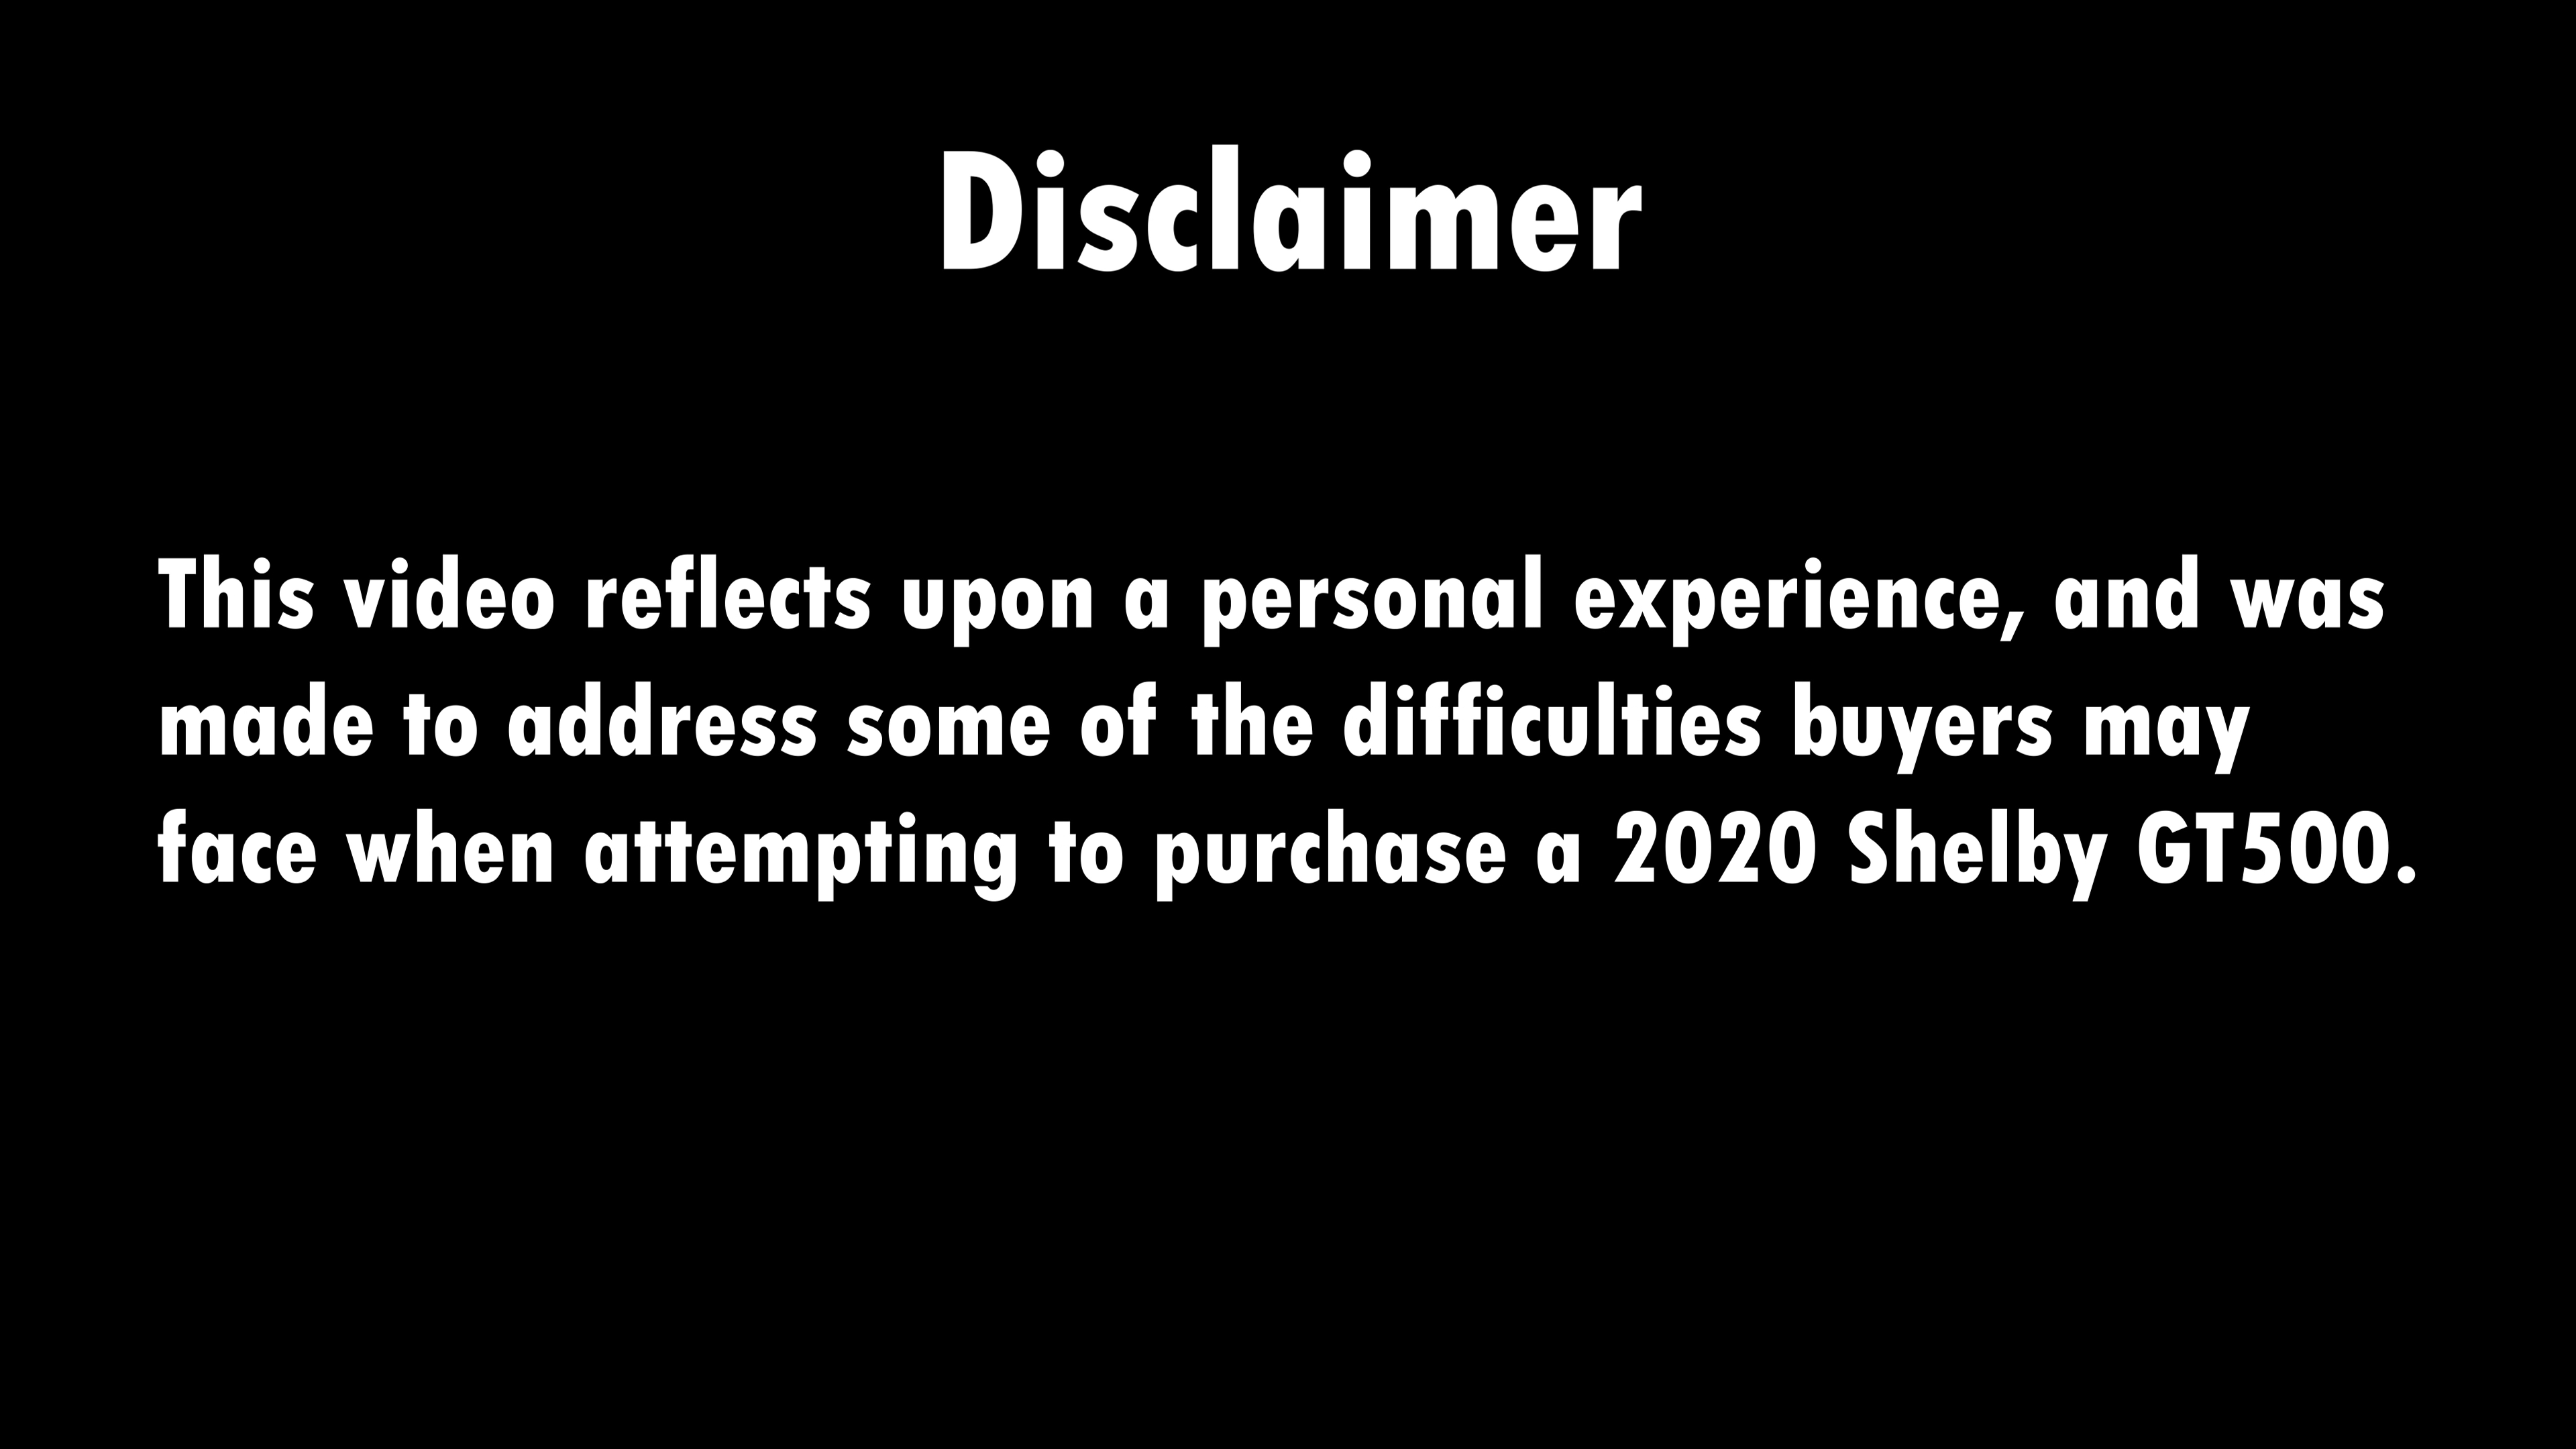 Disclaimer
This video reflects upon a personal experience, and was
made to address some of the difficulties buyers may
face when attempting to purchase a 2020 Shelby GT500.